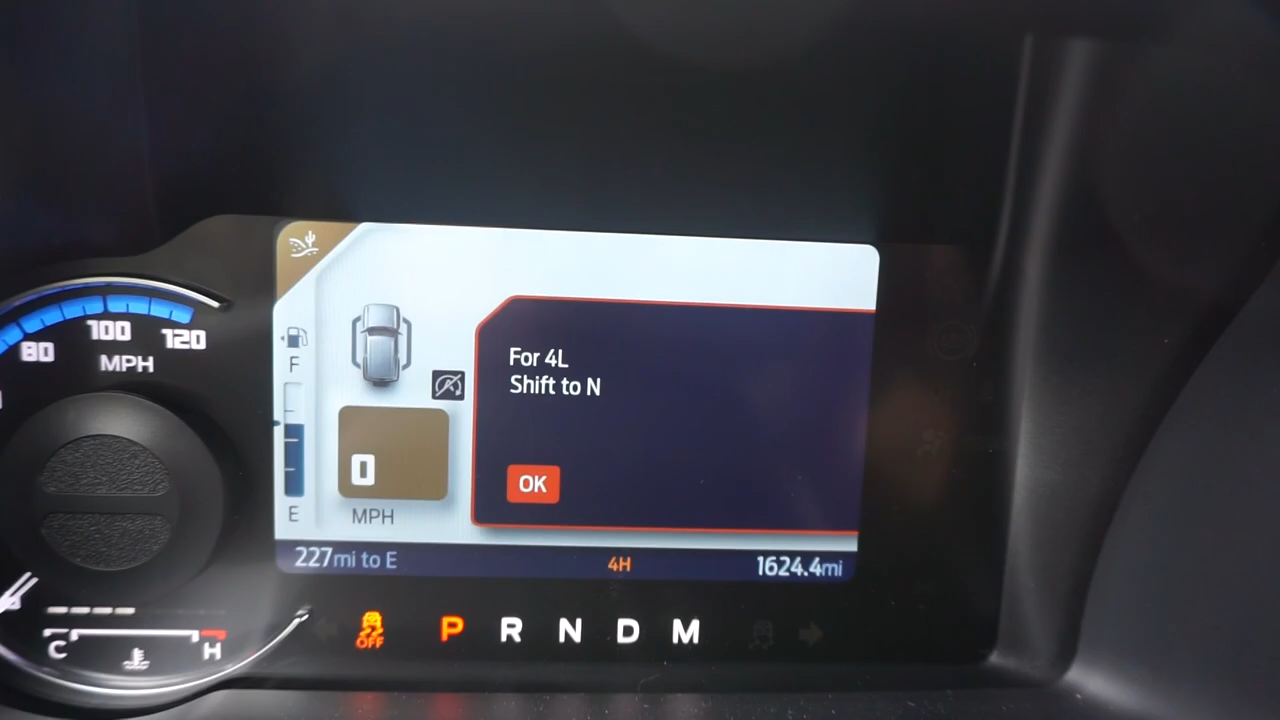 80
100
120
MPH
F
E
0
MPH
For 4L
Shift to N
OK
227mi to E
4H
1624.4mi
C
H
OFF
P R N D M